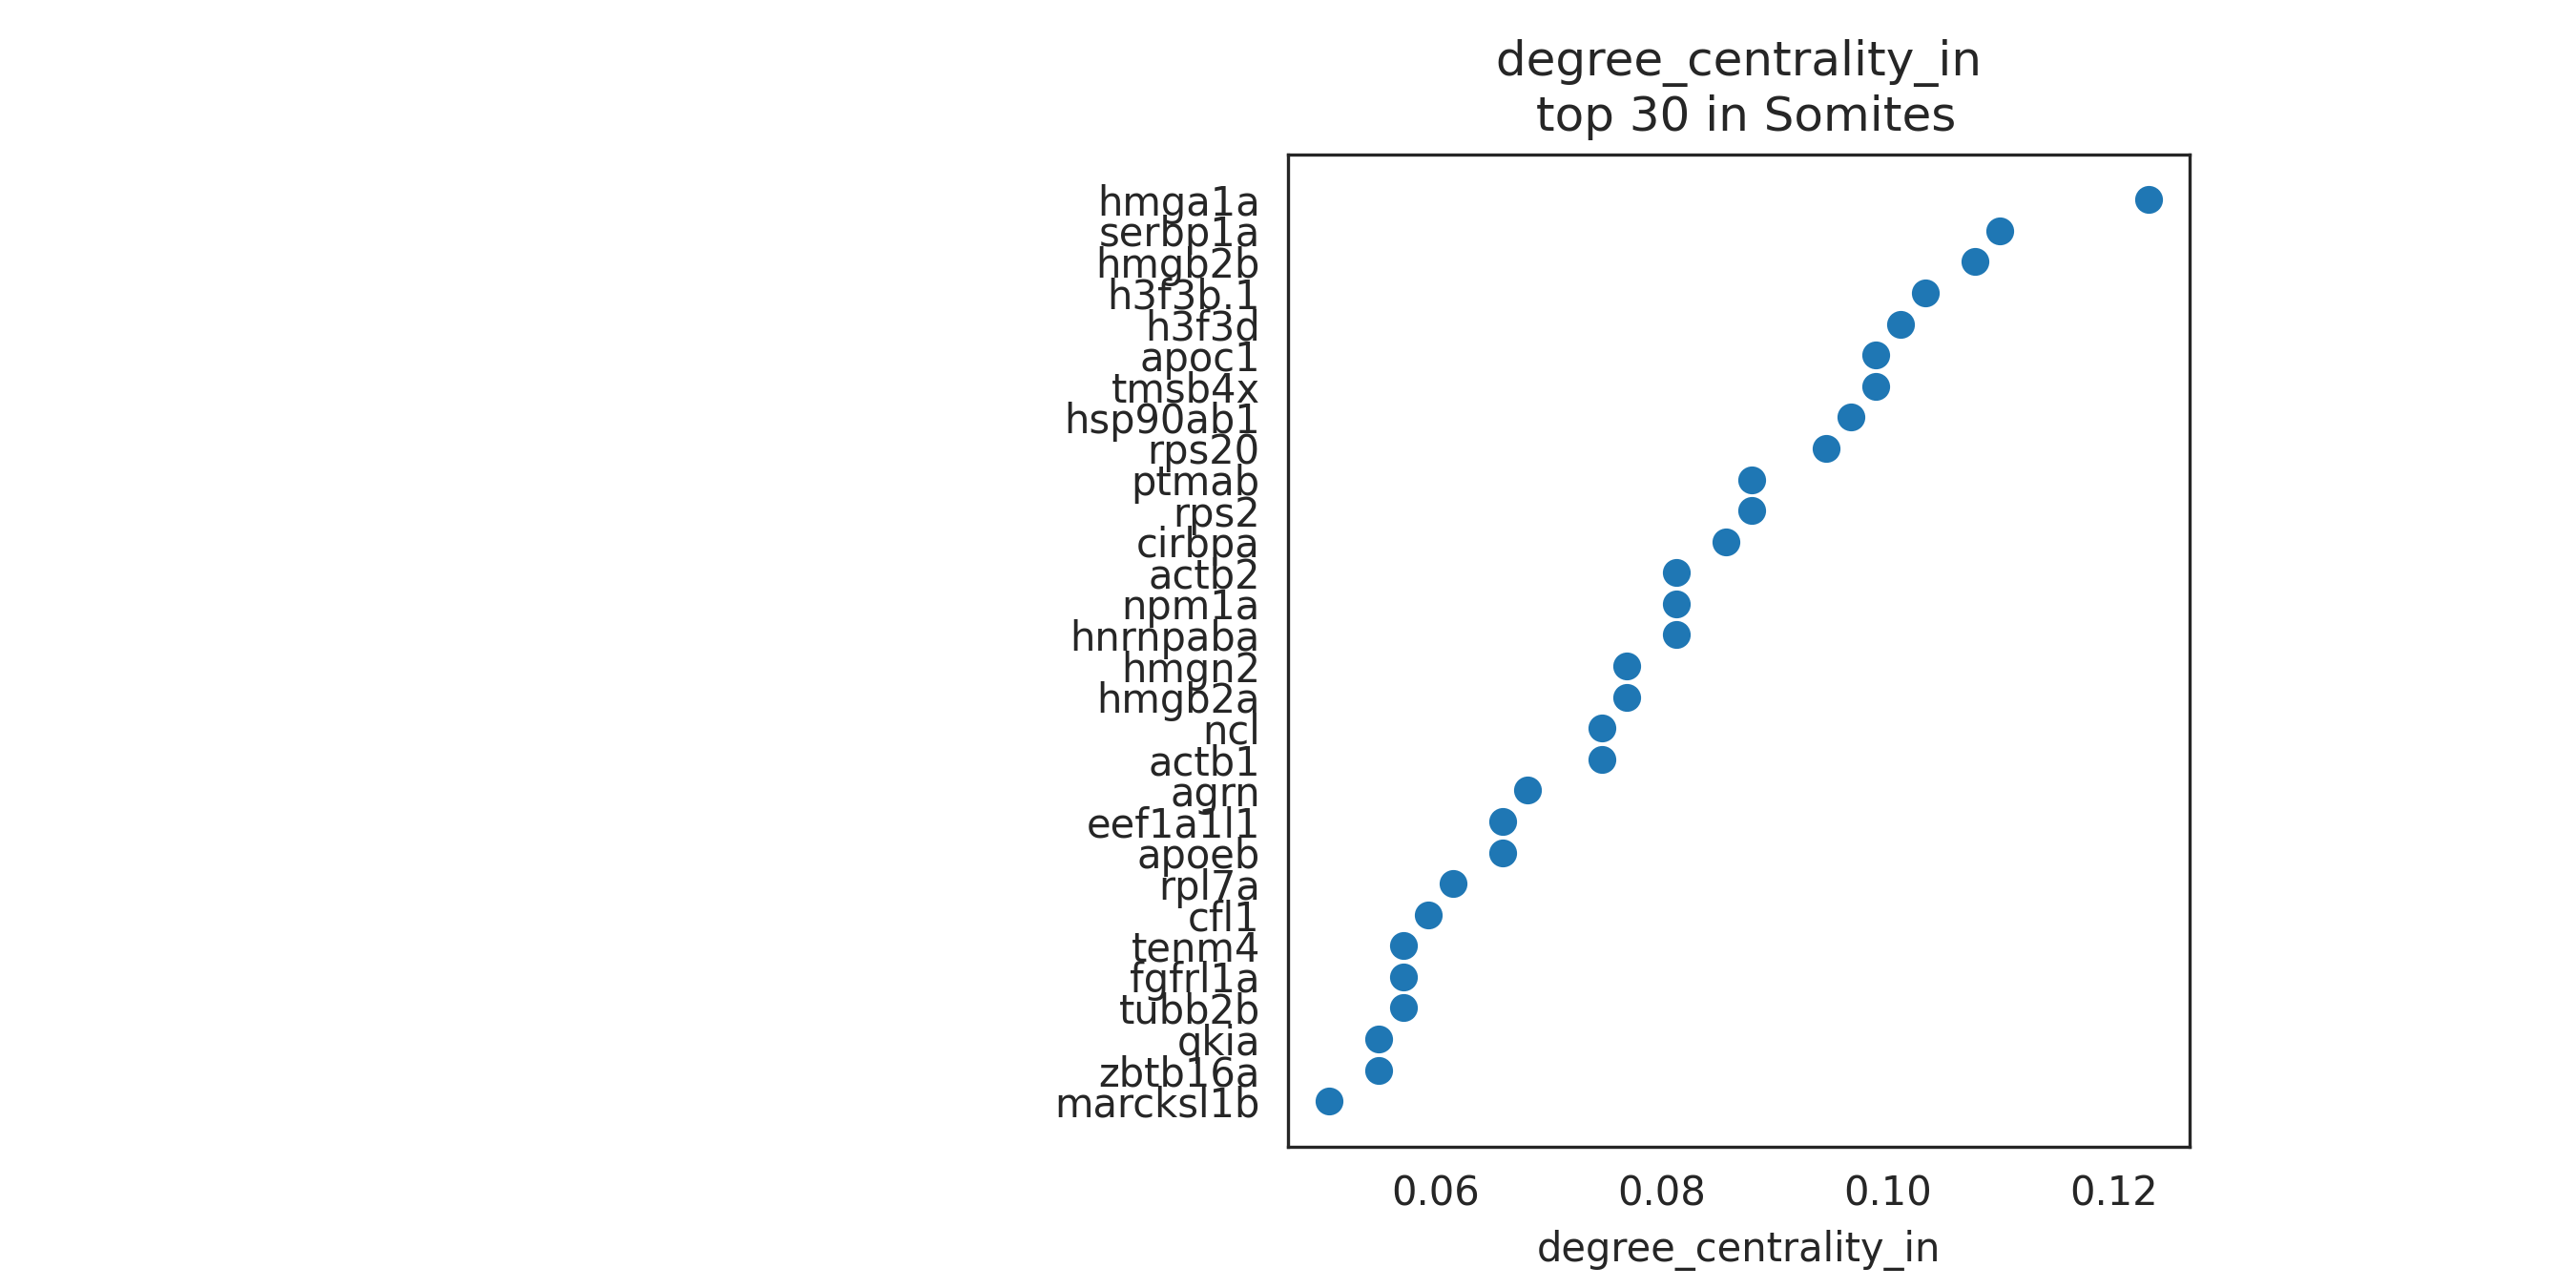 degree_centrality_in
top 30 in Somites
hmga1a
serbp1a
hmgb2b
h3f3b.1
h3f3d
apoc1
tmsb4x
hsp90ab1
rps20
ptmab
rps2
cirbpa
actb2
npm1a
hnrnpaba
hmgn2
hmgb2a
ncl
actb1
agrn
eef1a1l1
apoeb
rpl7a
cfl1
tenm4
fgfrl1a
tubb2b
qkia
zbtb16a
marcksl1b
0.06 0.08 0.10 0.12
degree_centrality_in